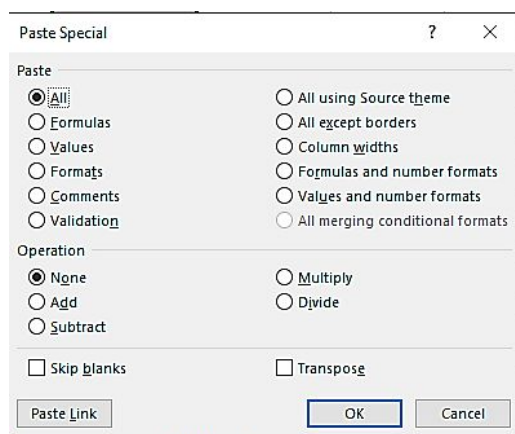 Paste Special ? ×
Paste
All
All using Source theme
Formulas
All except borders
Values
Column widths
Formats
Formulas and number formats
Comments
Values and number formats
Validation
All merging conditional formats
Operation
None
Multiply
Add
Divide
Subtract
Skip blanks
Transpose
Paste Link
OK
Cancel